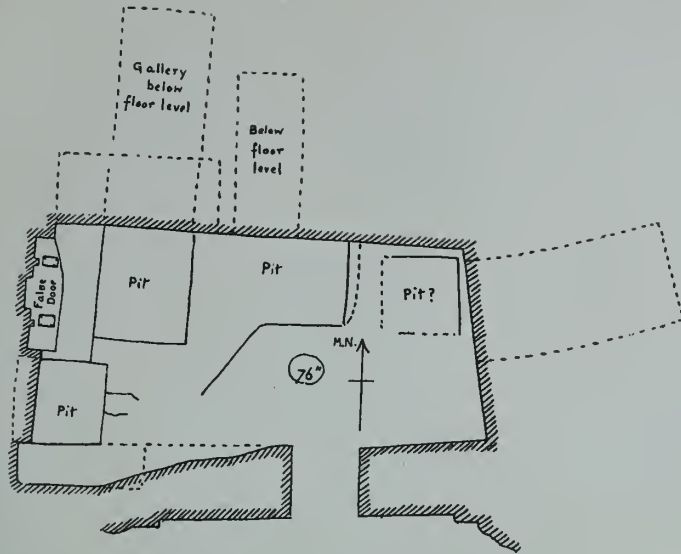 Gallery
below
floor level
Below
floor
level
False
Door
Pit
Pit
Pit?
M.N.
76"
Pit